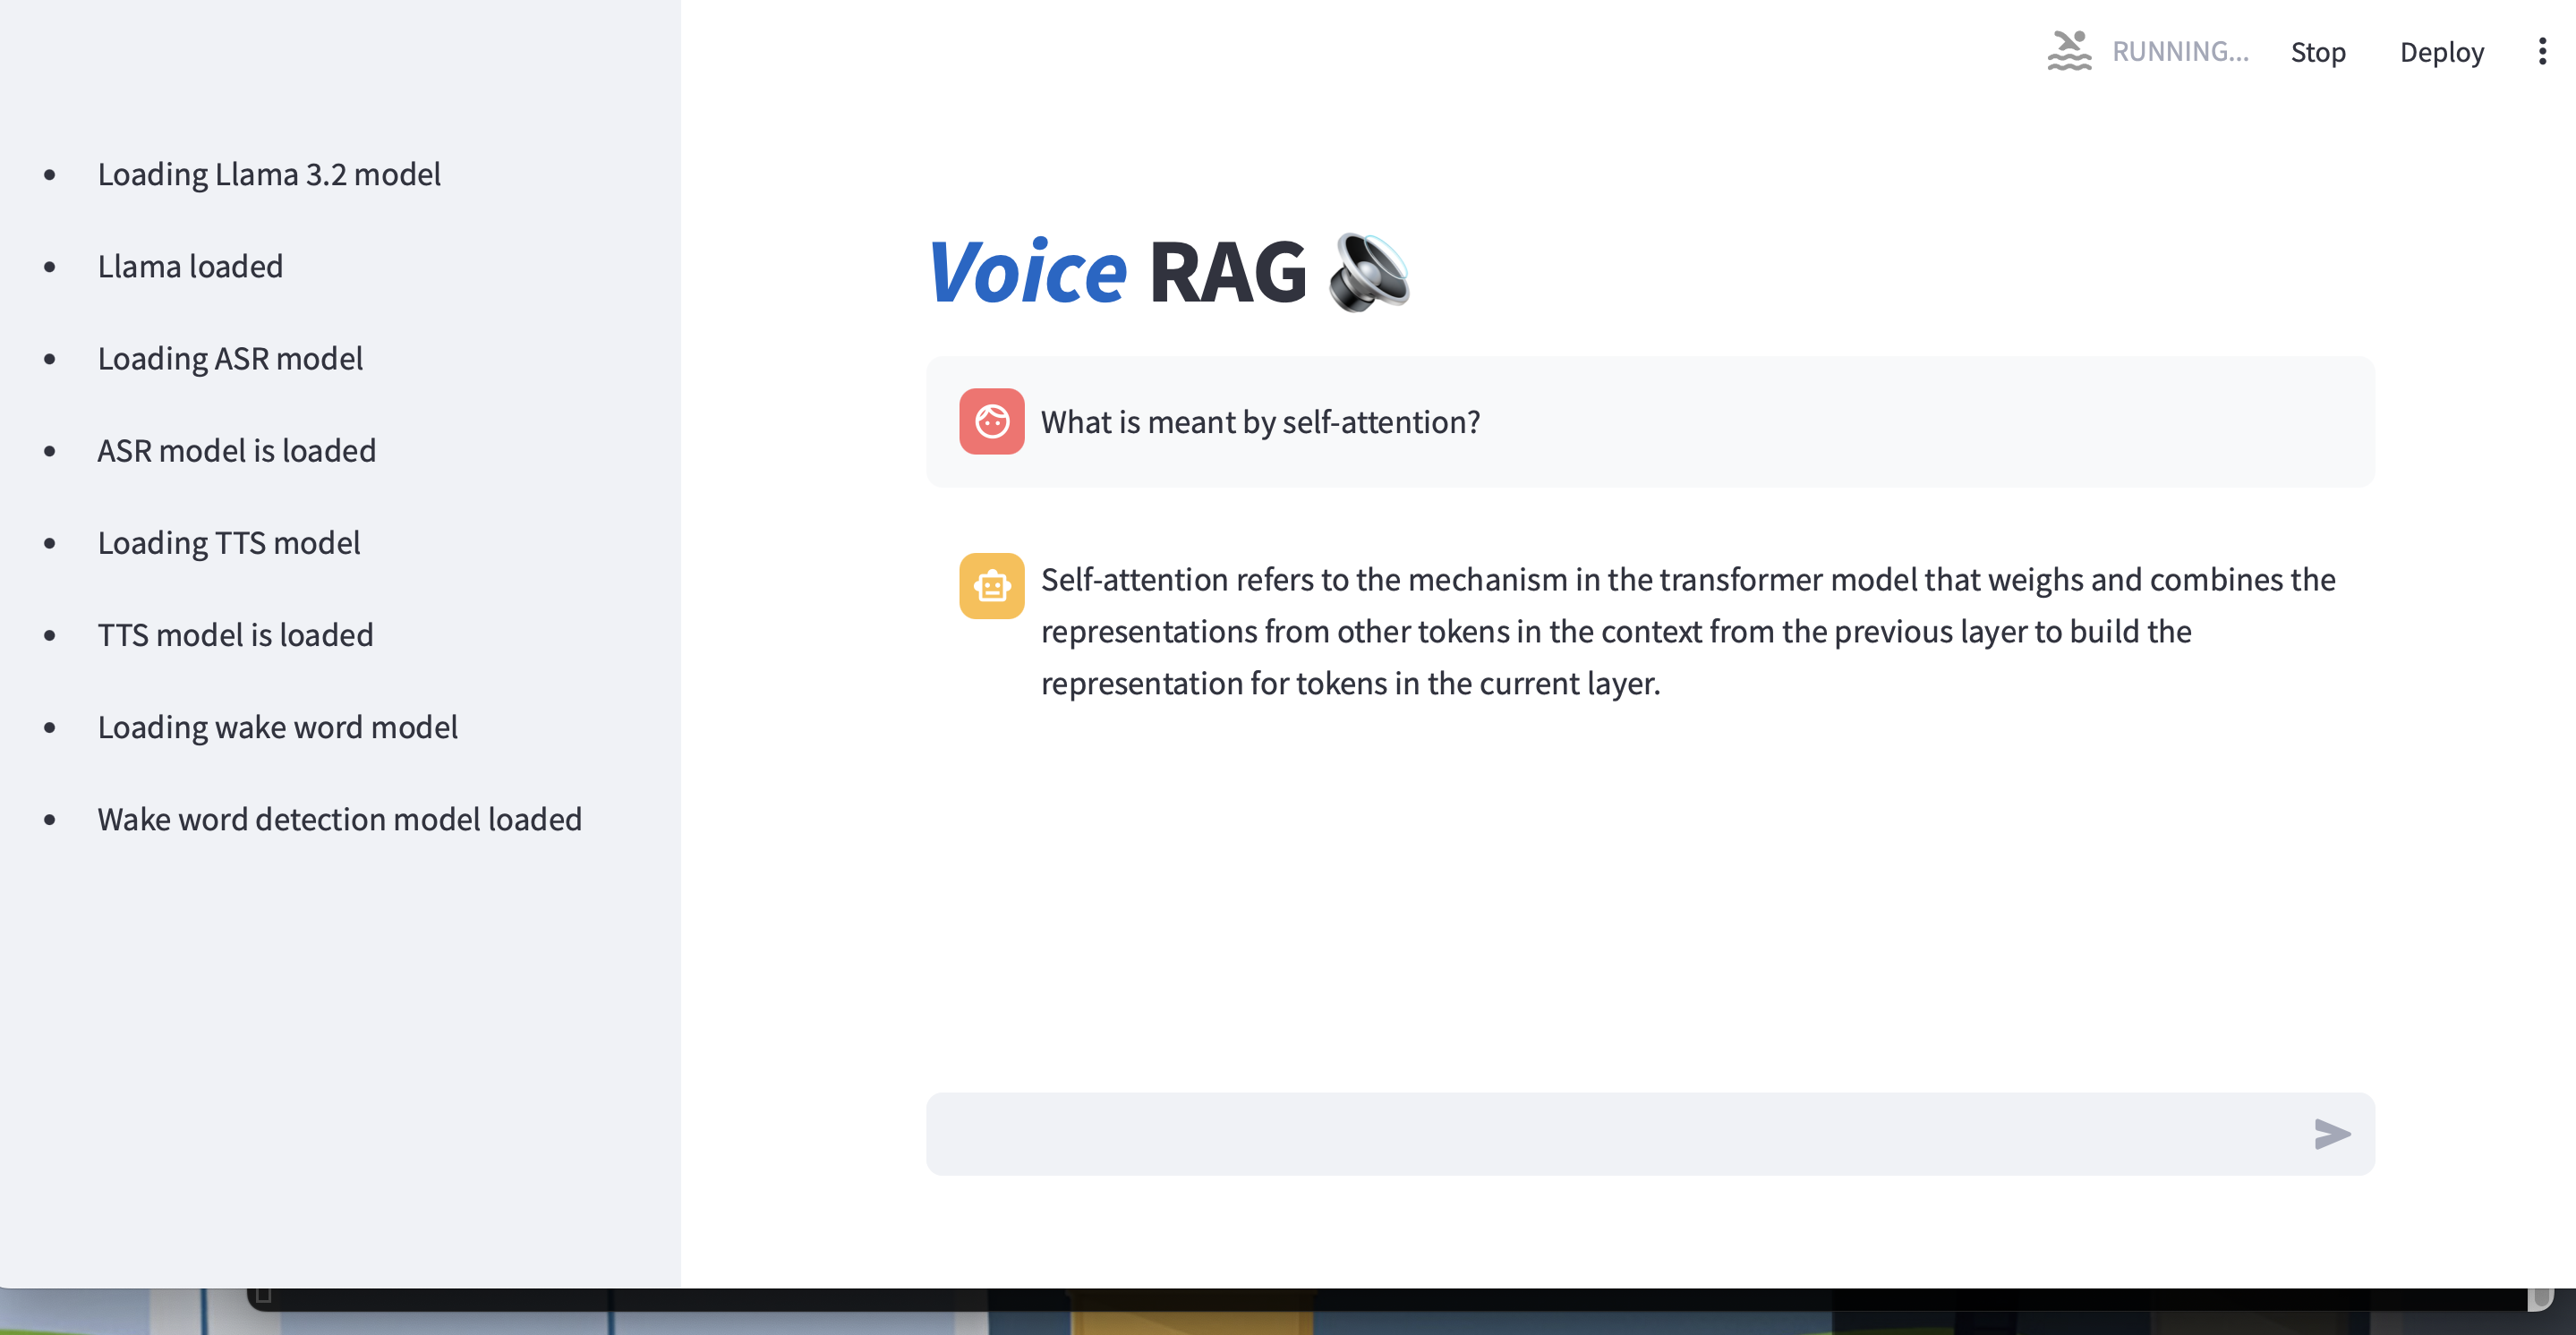 RUNNING...
Stop
Deploy
Loading Llama 3.2 model
Llama loaded
Loading ASR model
ASR model is loaded
Loading TTS model
TTS model is loaded
Loading wake word model
Wake word detection model loaded
Voice RAG
What is meant by self-attention?
Self-attention refers to the mechanism in the transformer model that weighs and combines the
representations from other tokens in the context from the previous layer to build the
representation for tokens in the current layer.